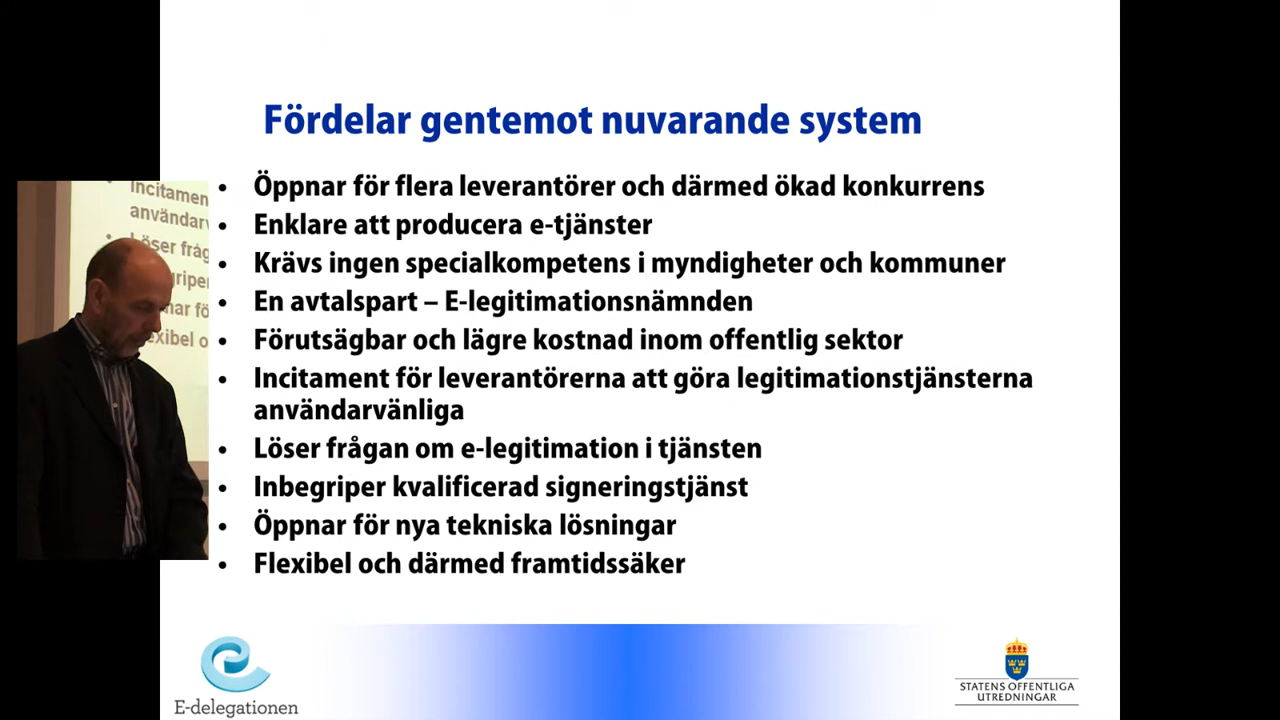 Fördelar gentemot nuvarande system
• Öppnar för flera leverantörer och därmed ökad konkurrens
• Enklare att producera e-tjänster
• Krävs ingen specialkompetens i myndigheter och kommuner
• En avtalspart – E-legitimationsnämnden
• Förutsägbar och lägre kostnad inom offentlig sektor
• Incitament för leverantörerna att göra legitimationstjänsterna
användarvänliga
• Löser frågan om e-legitimation i tjänsten
• Inbegriper kvalificerad signeringstjänst
• Öppnar för nya tekniska lösningar
• Flexibel och därmed framtidssäker
E-delegationen
STATENS OFFENTLIGA
UTREDNINGAR